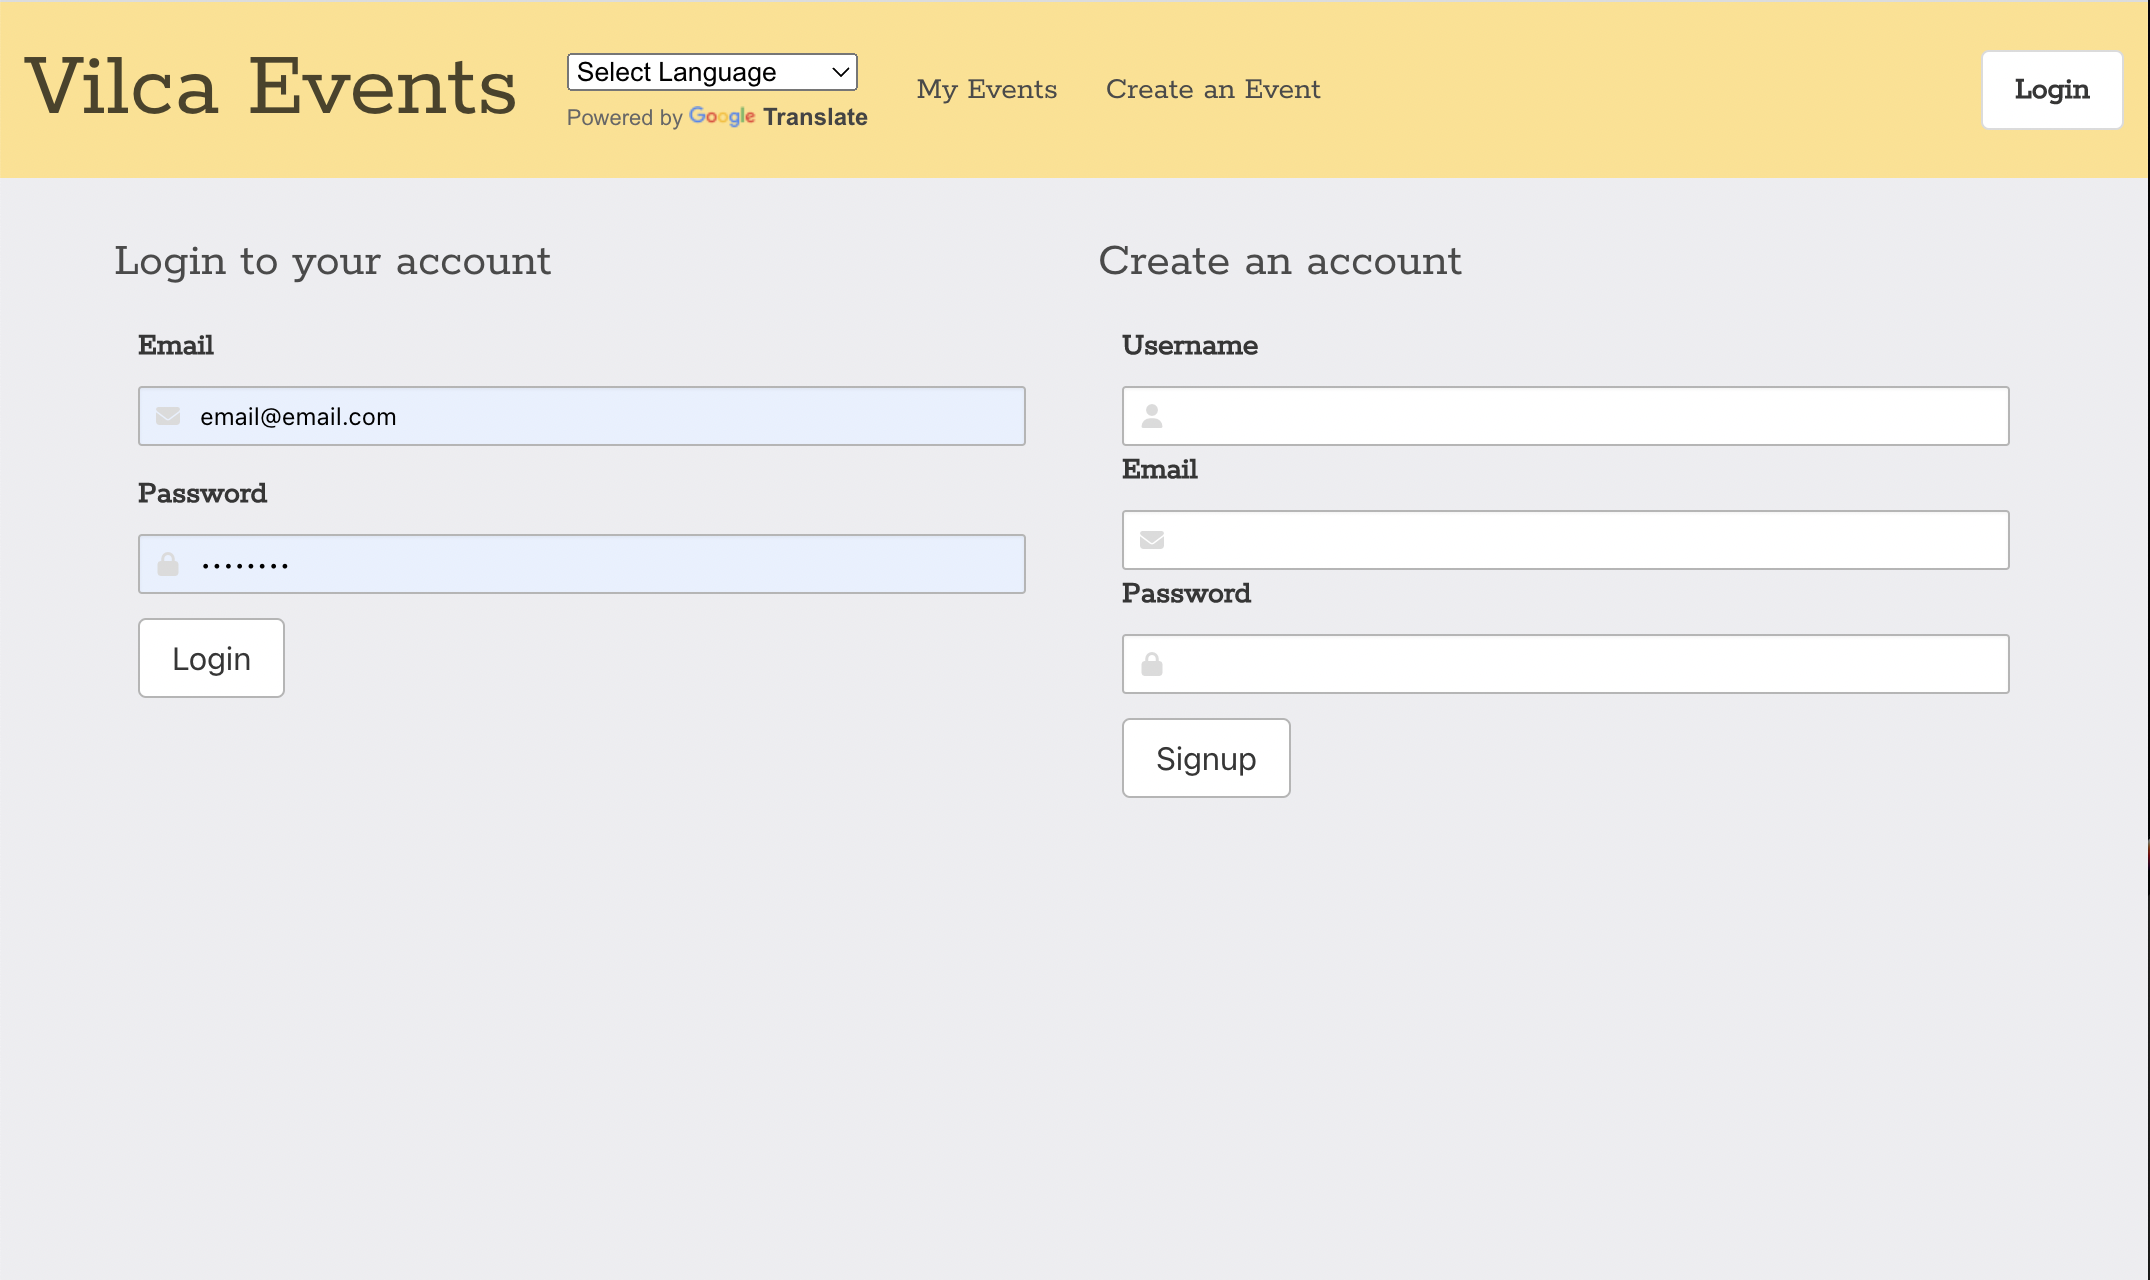 Vilca Events
Select Language
Powered by Google Translate
My Events
Create an Event
Login
Login to your account
Email
email@email.com
Password
••••••••
Login
Create an account
Username
Email
Password
Signup